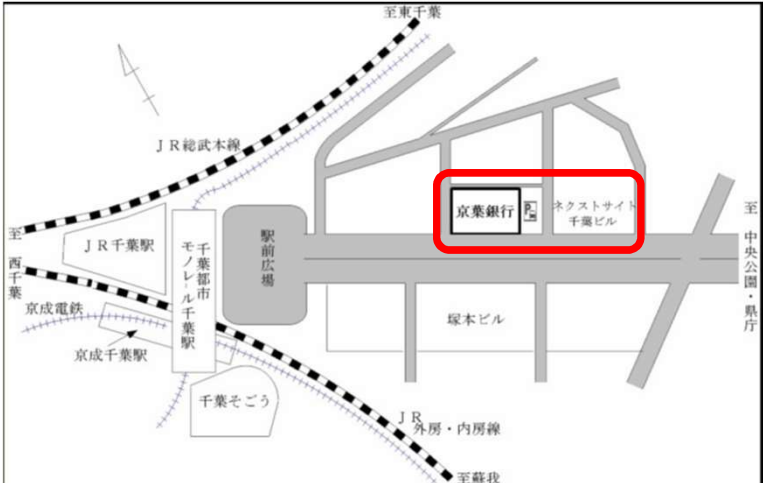 至東千葉
JR総武本線
至
西千葉
JR千葉駅
千葉都市
モノレール千葉駅
駅前広場
京葉銀行
P
ネクストサイト
千葉ビル
至 中央公園・県庁
京成電鉄
京成千葉駅
塚本ビル
千葉そごう
JR
外房・内房線
至蘇我